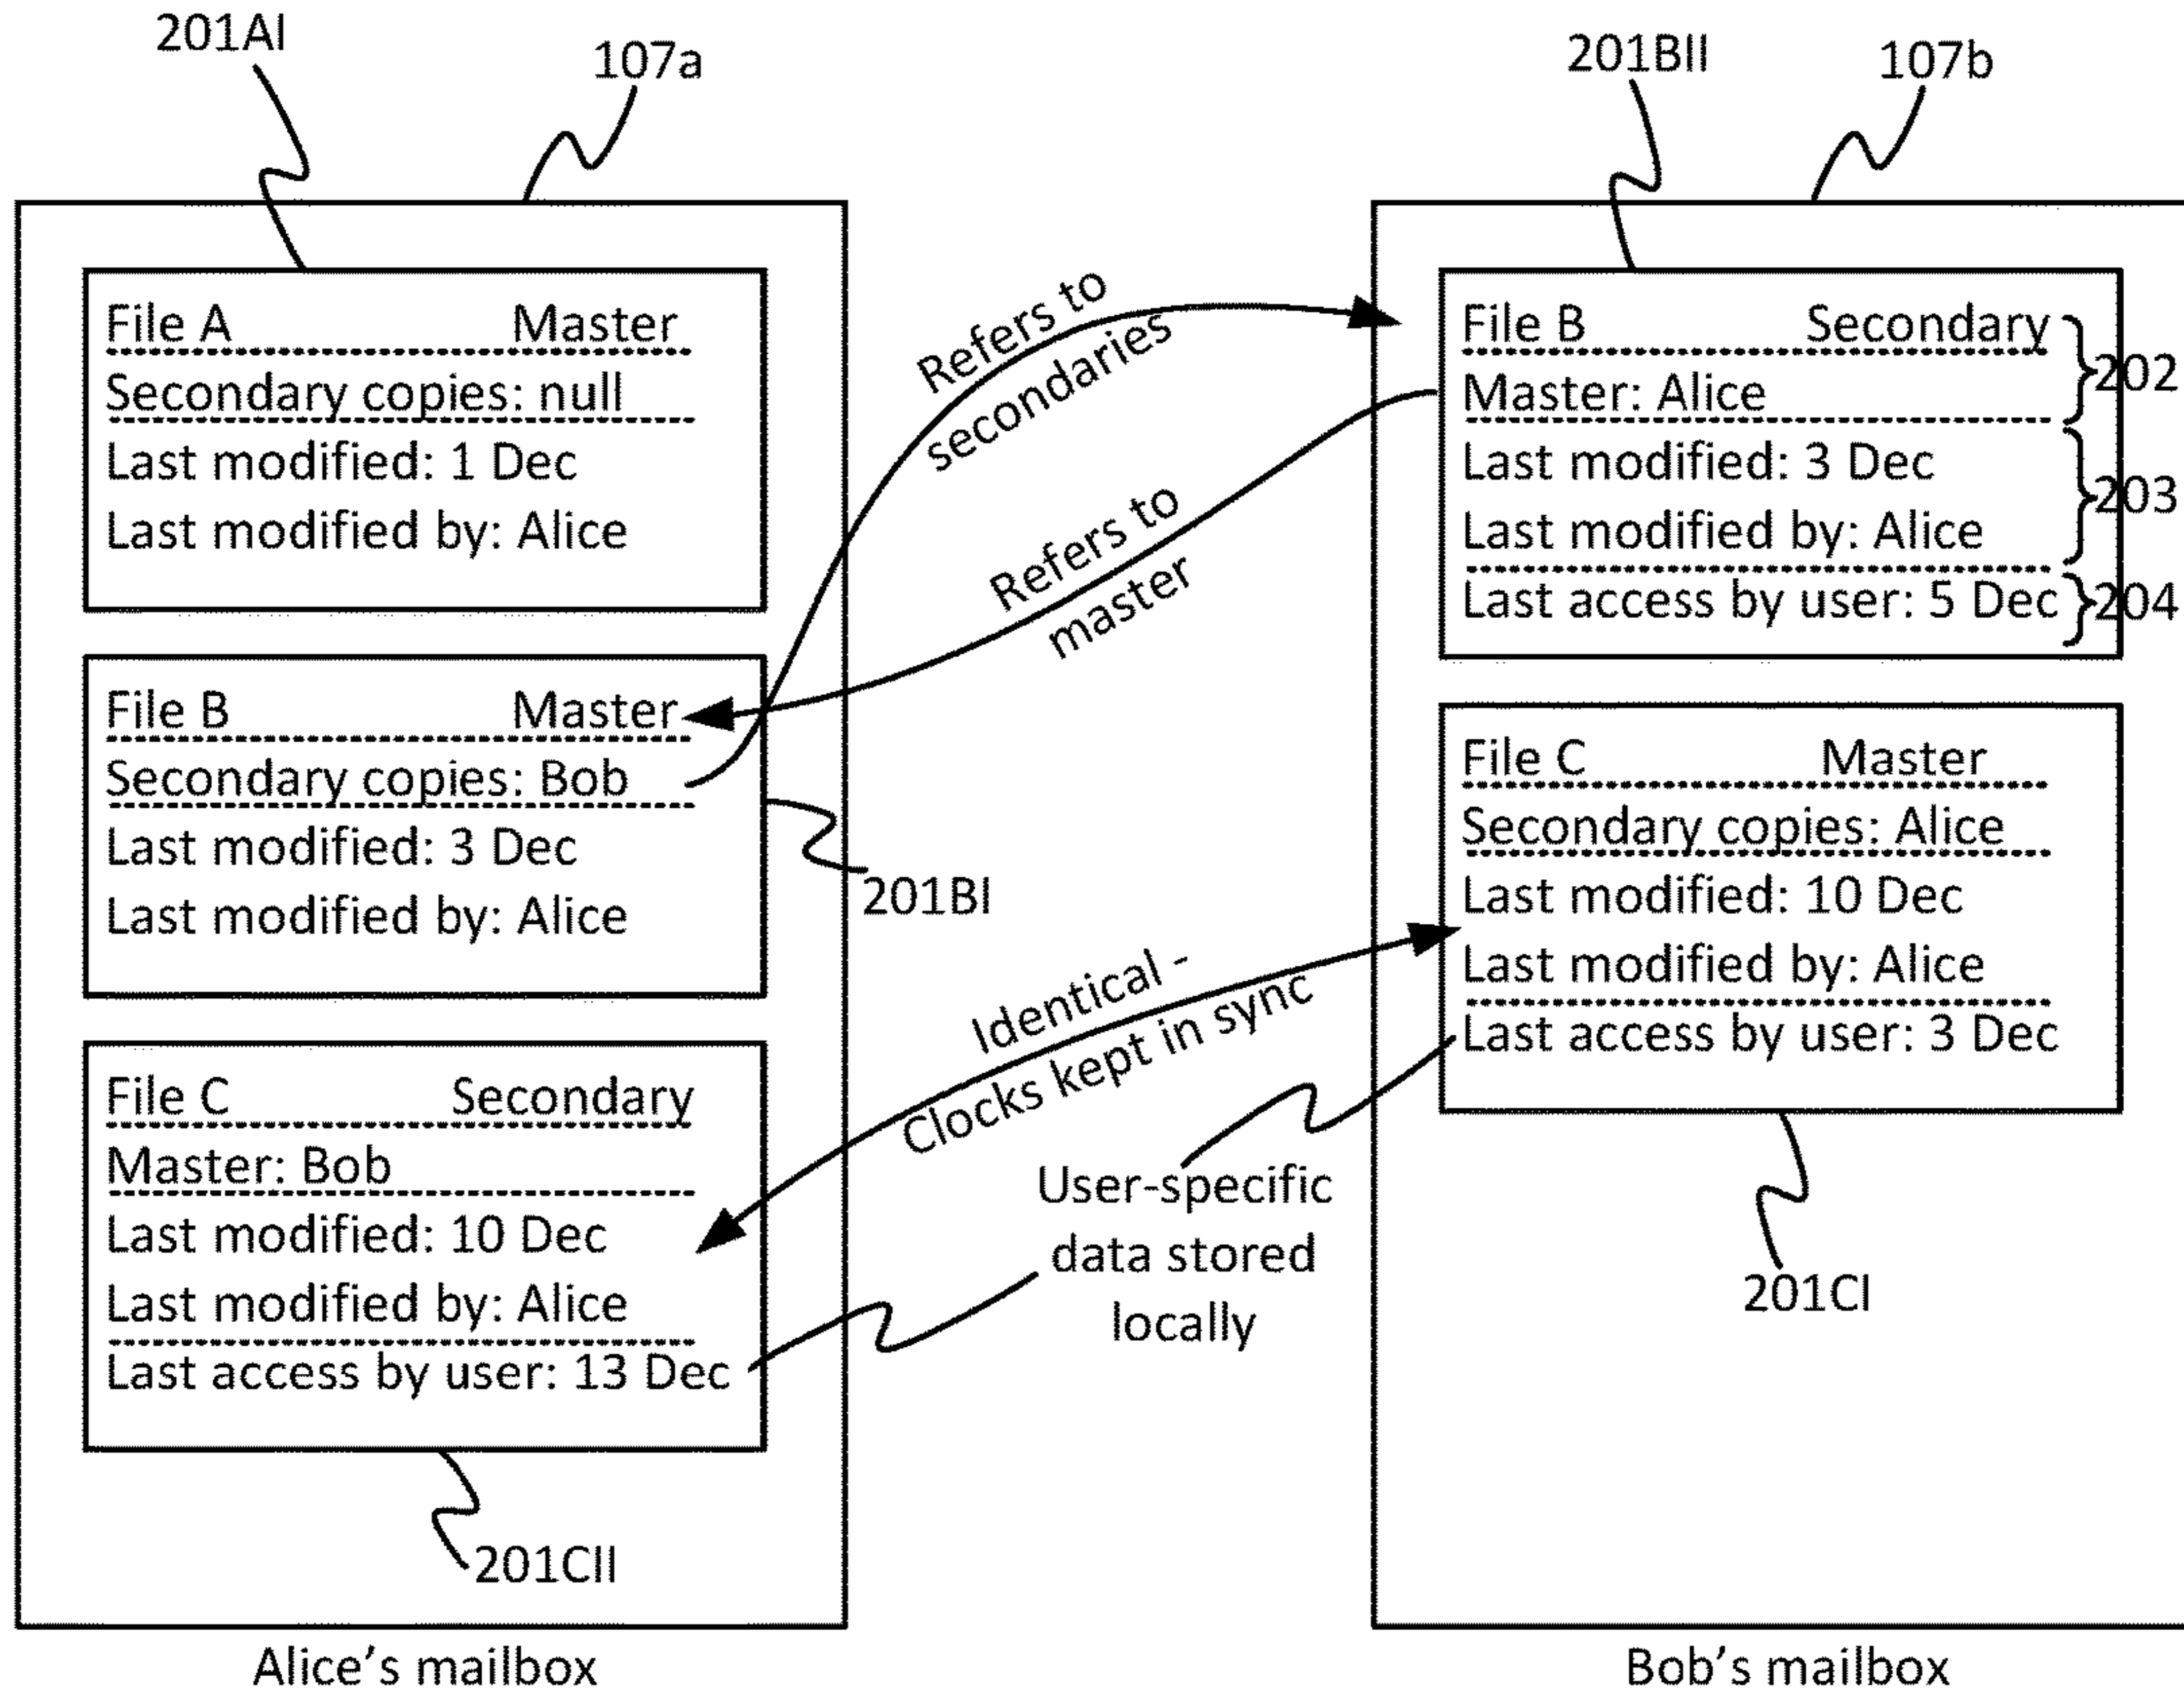 201AI
107a
201BII
107b
File A Master
Secondary copies: null
Last modified: 1 Dec
Last modified by: Alice
File B Master
Secondary copies: Bob
Last modified: 3 Dec
Last modified by: Alice
201BI
File C Secondary
Master: Bob
Last modified: 10 Dec
Last modified by: Alice
Last access by user: 13 Dec
201CII
Alice's mailbox
Refers to
secondaries
Refers to
master
Identical -
Clocks kept in sync
User-specific
data stored
locally
File B Secondary
Master: Alice
202
Last modified: 3 Dec
Last modified by: Alice
203
Last access by user: 5 Dec
204
File C Master
Secondary copies: Alice
Last modified: 10 Dec
Last modified by: Alice
Last access by user: 3 Dec
201CI
Bob's mailbox